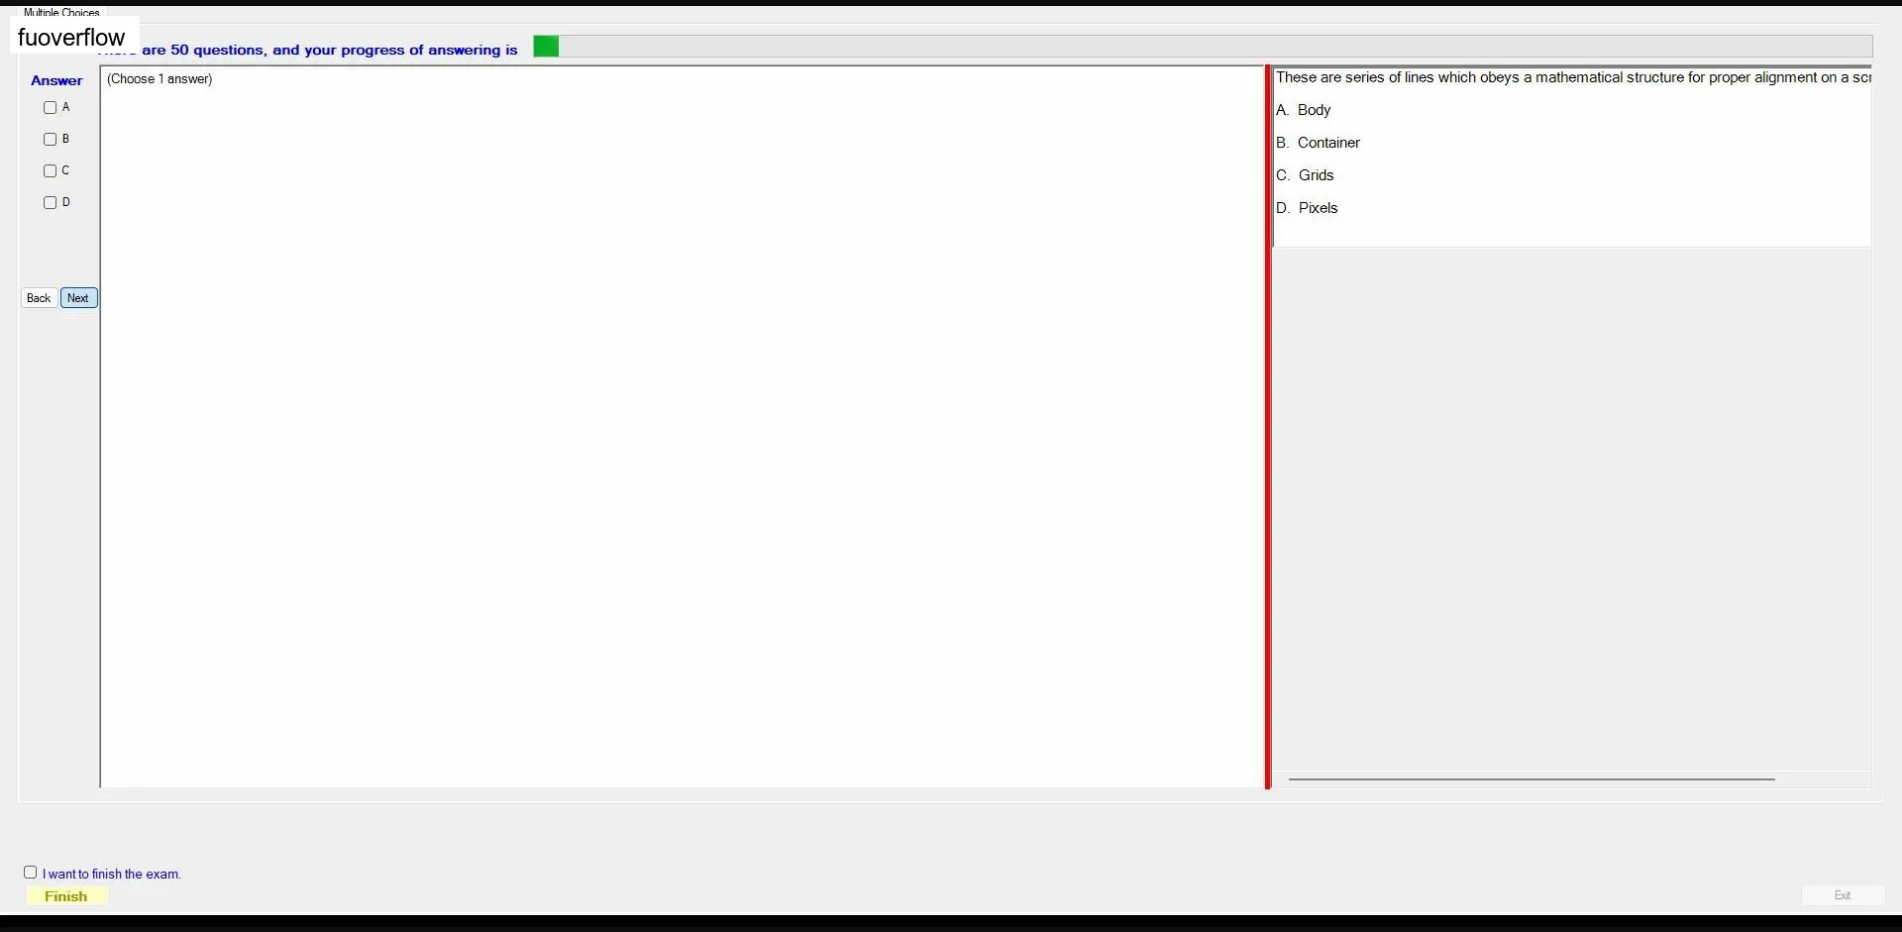 Multiple Choices
fuoverflow
are 50 questions, and your progress of answering is
Answer
(Choose 1 answer)
A
B
C
D
Back
Next
These are series of lines which obeys a mathematical structure for proper alignment on a scr
A. Body
B. Container
C. Grids
D. Pixels
I want to finish the exam.
Finish
Exit